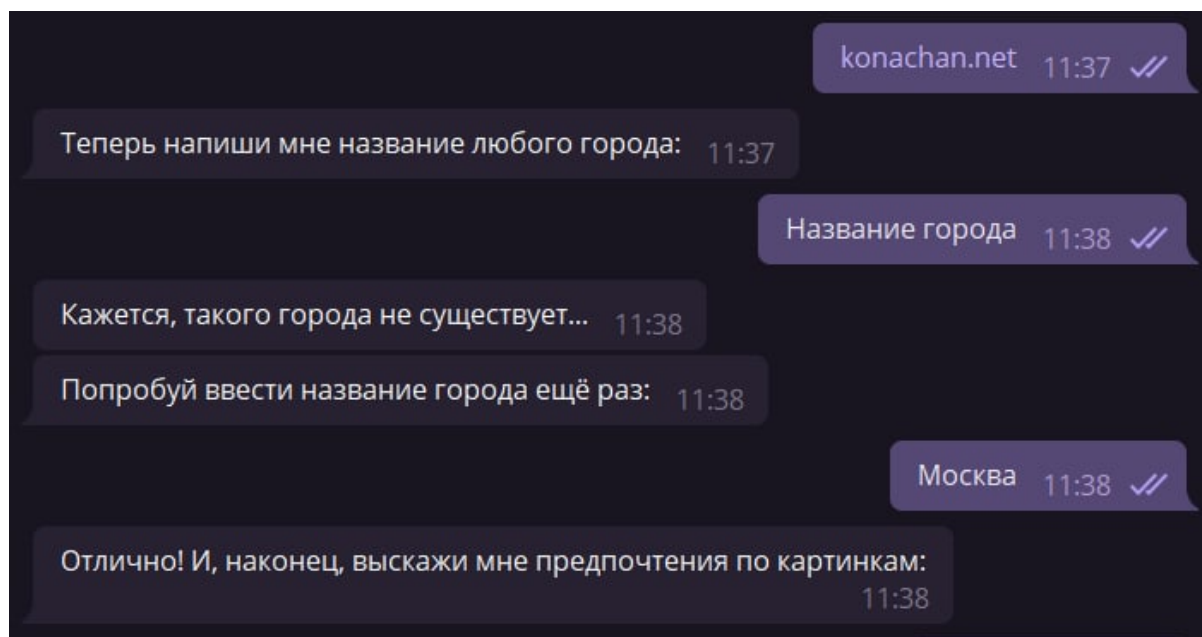 konachan.net 11:37
Теперь напиши мне название любого города: 11:37
Название города 11:38
Кажется, такого города не существует... 11:38
Попробуй ввести название города ещё раз: 11:38
Москва 11:38
Отлично! И, наконец, выскажи мне предпочтения по картинкам:
11:38